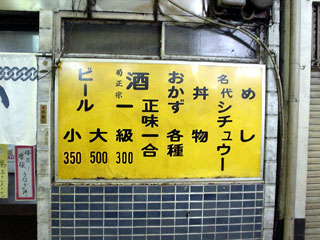 めし
名代シチュウー
丼物
おかず各種
酒
正味一合
菊正宗
一級
300
ビール
大
500
小
350